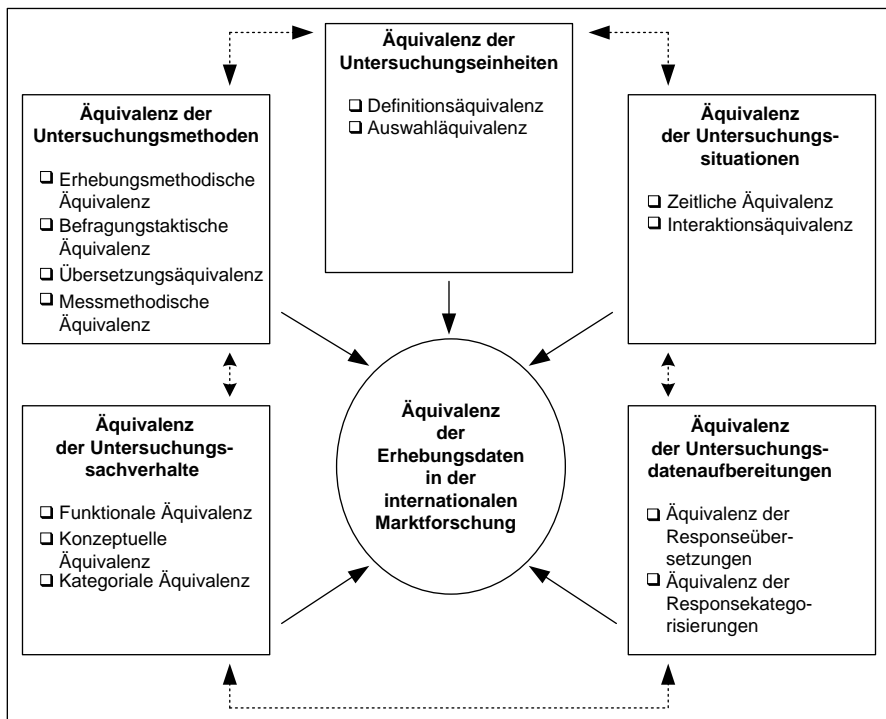 Äquivalenz der
Untersuchungseinheiten
❑ Definitionsäquivalenz
❑ Auswahläquivalenz
Äquivalenz der
Untersuchungsmethoden
❑ Erhebungsmethodische
Äquivalenz
❑ Befragungstaktische
Äquivalenz
❑ Übersetzungsäquivalenz
❑ Messmethodische
Äquivalenz
Äquivalenz
der Untersuchungs-
situationen
❑ Zeitliche Äquivalenz
❑ Interaktionsäquivalenz
Äquivalenz
der
Erhebungsdaten
in der
internationalen
Marktforschung
Äquivalenz
der Untersuchungs-
sachverhalte
❑ Funktionale Äquivalenz
❑ Konzeptuelle
Äquivalenz
❑ Kategoriale Äquivalenz
Äquivalenz
der Untersuchungs-
datenaufbereitungen
❑ Äquivalenz der
Responseüber-
setzungen
❑ Äquivalenz der
Responsekatego-
risierungen